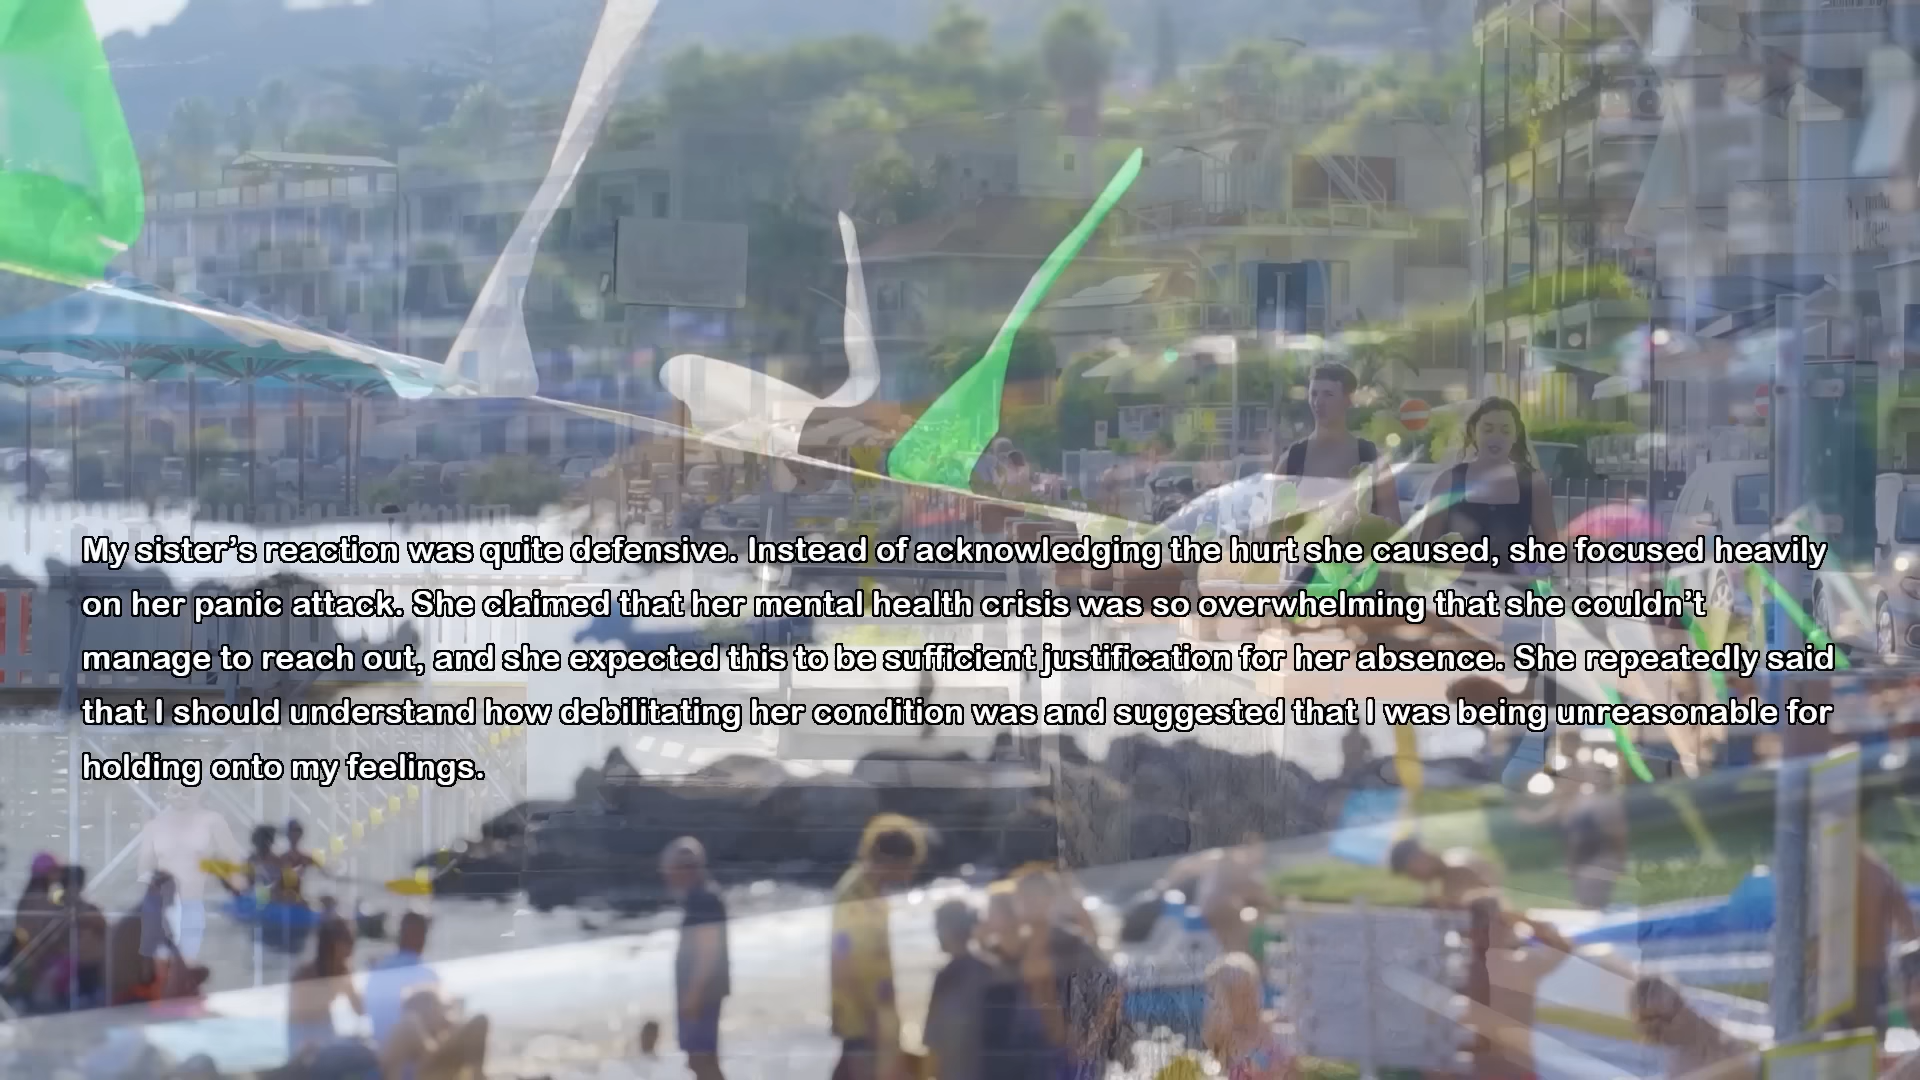 My sister’s reaction was quite defensive. Instead of acknowledging the hurt she caused, she focused heavily
on her panic attack. She claimed that her mental health crisis was so overwhelming that she couldn’t
manage to reach out, and she expected this to be sufficient justification for her absence. She repeatedly said
that I should understand how debilitating her condition was and suggested that I was being unreasonable for
holding onto my feelings.